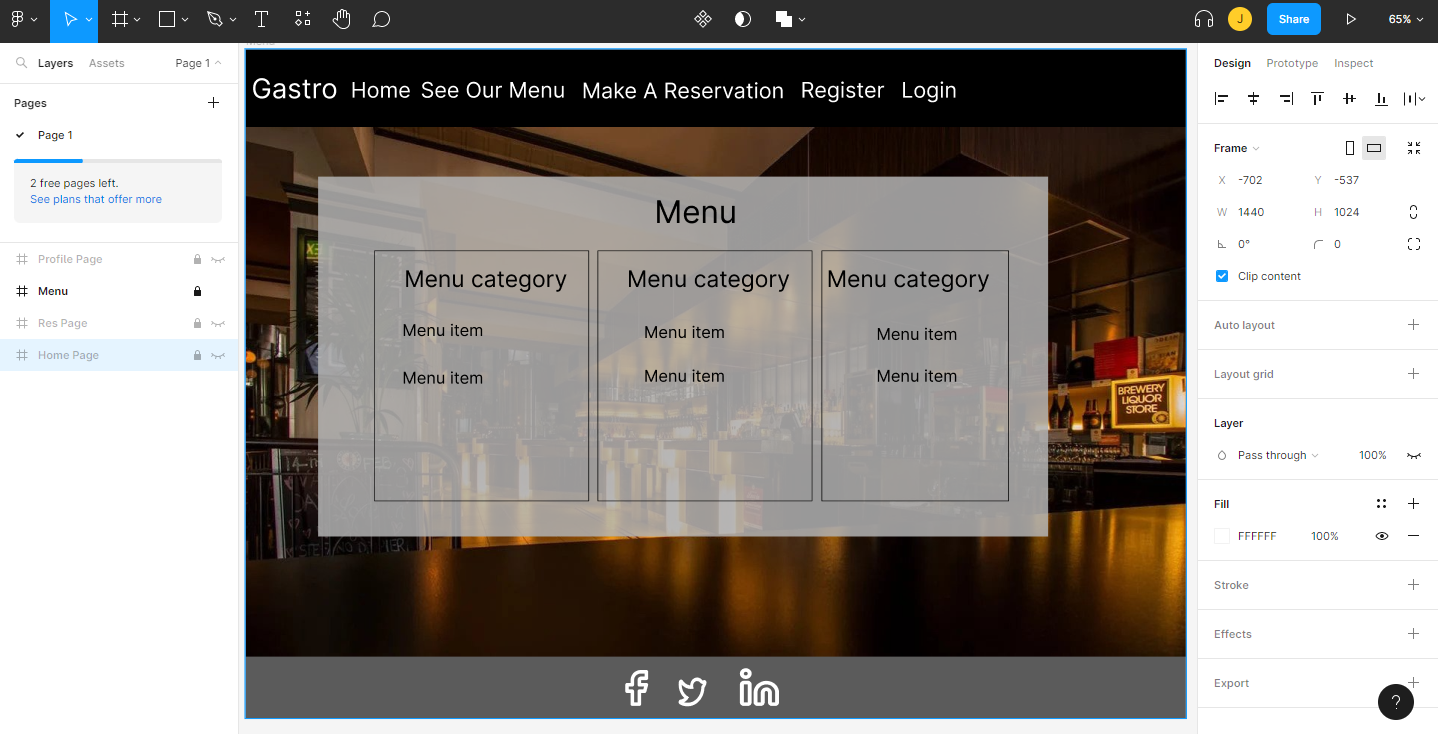 J
Share
65%
Layers
Assets
Page 1
Design
Prototype
Inspect
Pages
Page 1
2 free pages left.
See plans that offer more
Profile Page
Menu
Res Page
Home Page
Menu
Gastro
Home
See Our Menu
Make A Reservation
Register
Login
Menu
Menu category
Menu item
Menu item
Menu category
Menu item
Menu item
Menu category
Menu item
Menu item
BREWERY
LIQUOR
STORE
Frame
X -702
Y -537
W 1440
H 1024
0°
0
Clip content
Auto layout
Layout grid
Layer
Pass through
100%
Fill
FFFFFF
100%
Stroke
Effects
Export
?